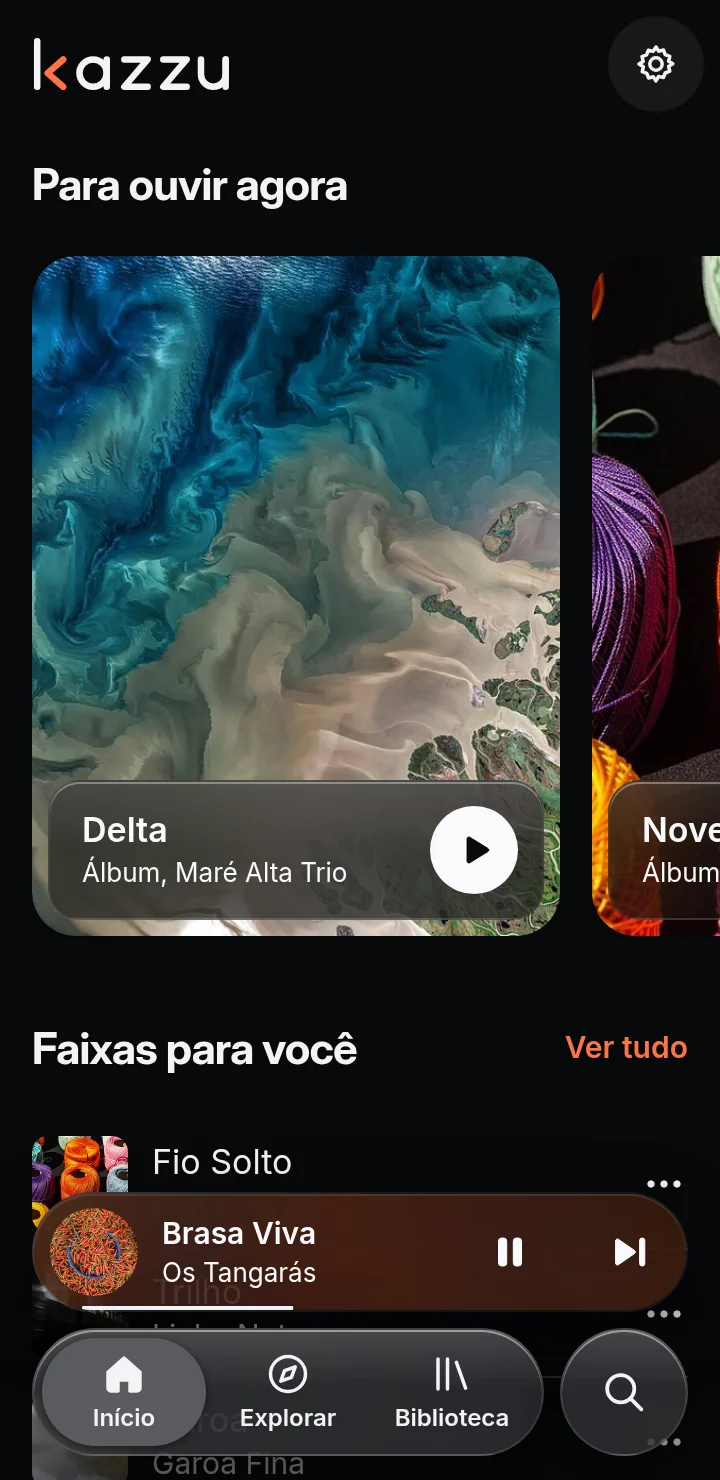 kazzu
Para ouvir agora
Delta
Álbum, Maré Alta Trio
Nove
Álbum
Faixas para você
Ver tudo
Fio Solto
Brasa Viva
Os Tangarás
Trilho
Início
Explorar
Biblioteca
Garoa Fina